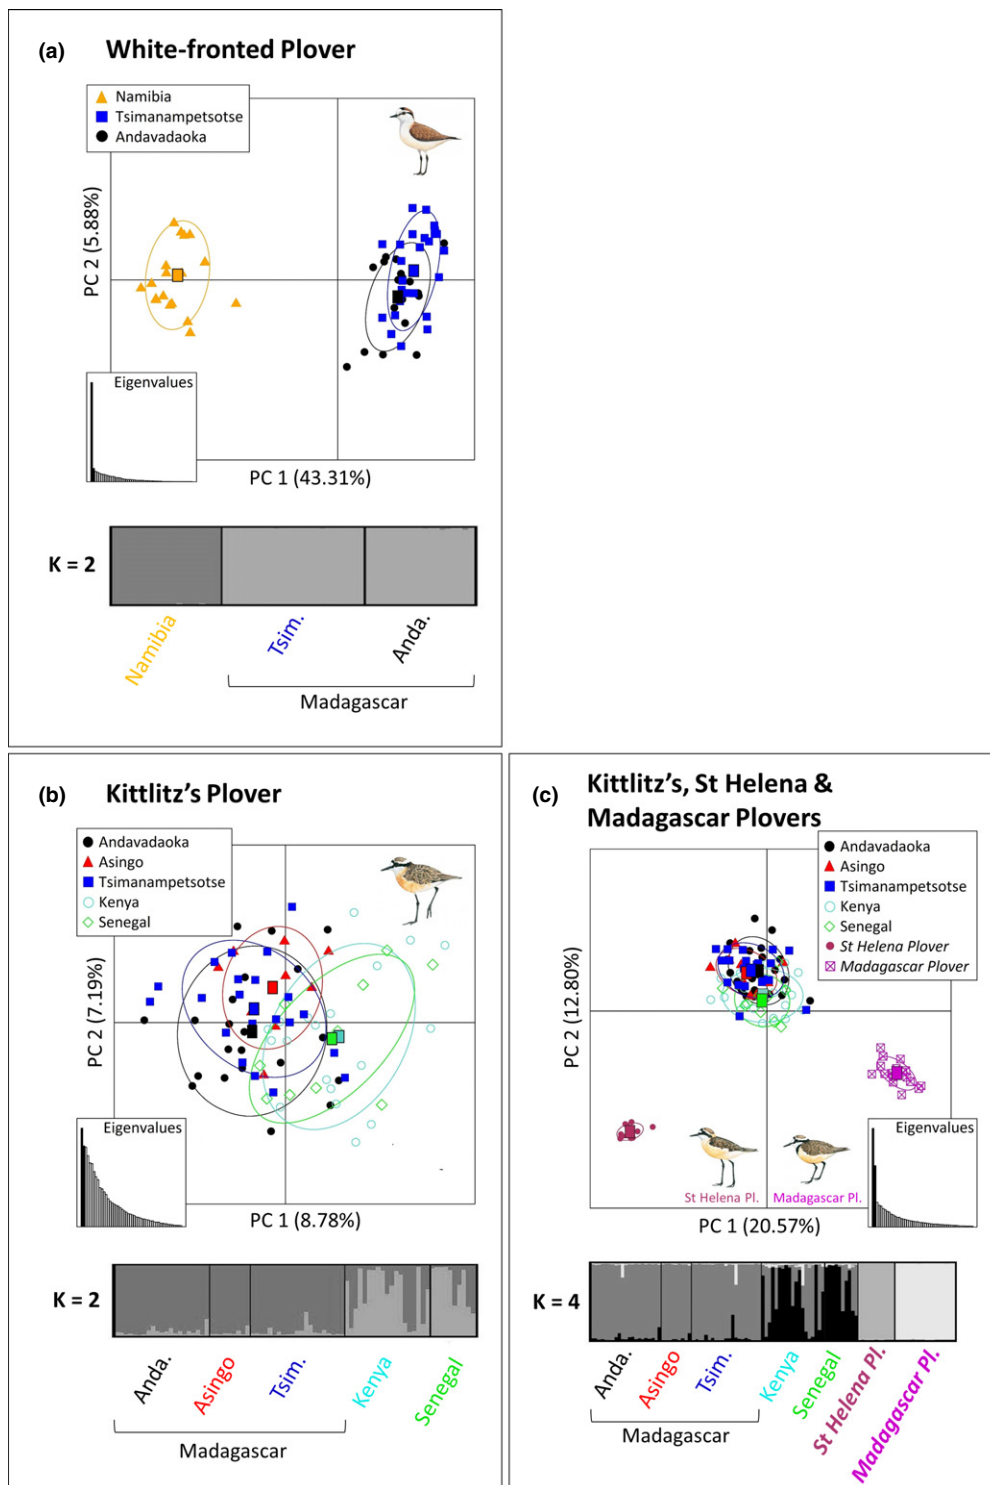 (a) White-fronted Plover
Namibia
Tsimanampetsotse
Andavadaoka
PC 2 (5.88%)
Eigenvalues
PC 1 (43.31%)
K = 2
Namibia
Tsim.
Anda.
Madagascar
(b) Kittlitz's Plover
Andavadaoka
Asingo
Tsimanampetsotse
Kenya
Senegal
PC 2 (7.19%)
Eigenvalues
PC 1 (8.78%)
K = 2
Anda.
Asingo
Tsim.
Kenya
Senegal
Madagascar
(c) Kittlitz's, St Helena &
Madagascar Plovers
Andavadaoka
Asingo
Tsimanampetsotse
Kenya
Senegal
St Helena Plover
Madagascar Plover
PC 2 (12.80%)
Eigenvalues
St Helena Pl.
Madagascar Pl.
PC 1 (20.57%)
K = 4
Anda.
Asingo
Tsim.
Kenya
Senegal
St Helena Pl.
Madagascar Pl.
Madagascar